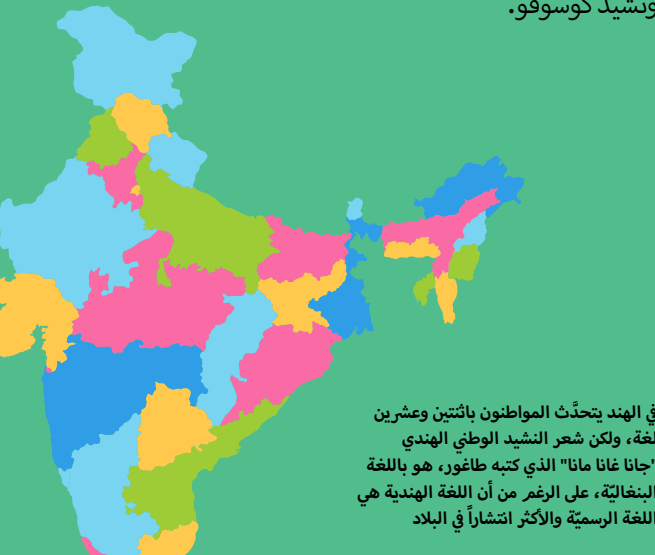 ونشيد كوسوفو.
في الهند يتحدَّث المواطنون باثنتين وعشرين
لغة، ولكن شعر النشيد الوطني الهندي
"جانا غانا مانا" الذي كتبه طاغور، هو باللغة
البنغاليّة، على الرغم من أن اللغة الهندية هي
اللغة الرسميّة والأكثر انتشاراً في البلاد